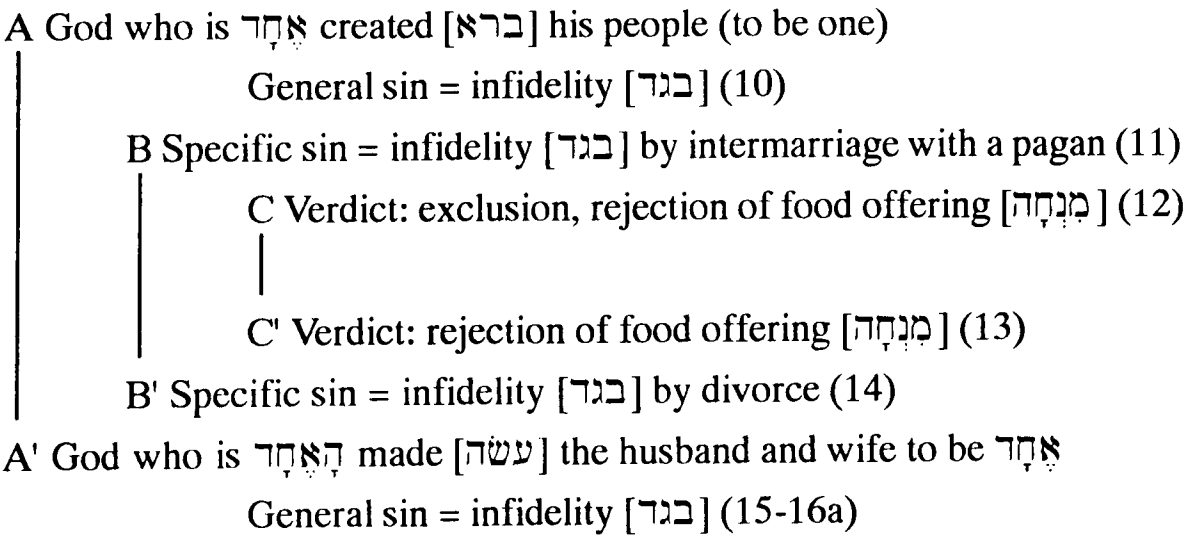 A God who is אֶחָד created [ברא] his people (to be one)
General sin = infidelity [בגד] (10)
B Specific sin = infidelity [בגד] by intermarriage with a pagan (11)
C Verdict: exclusion, rejection of food offering [מִנְחָה] (12)
C' Verdict: rejection of food offering [מִנְחָה] (13)
B' Specific sin = infidelity [בגד] by divorce (14)
A' God who is הָאֶחָד made [עשׂה] the husband and wife to be אֶחָד
General sin = infidelity [בגד] (15-16a)